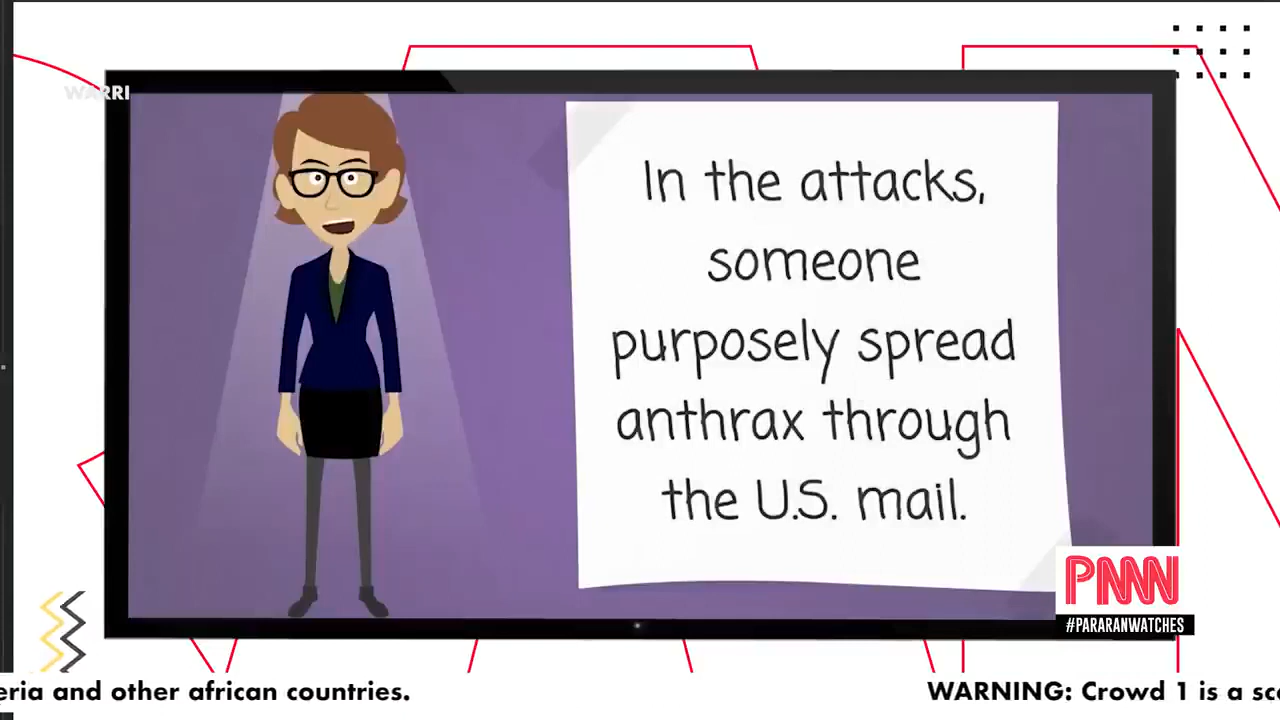 WARRI
In the attacks,
someone
purposely spread
anthrax through
the U.S. mail.
PMNN
#PARARANWATCHES
eria and other african countries.
WARNING: Crowd 1 is a sc